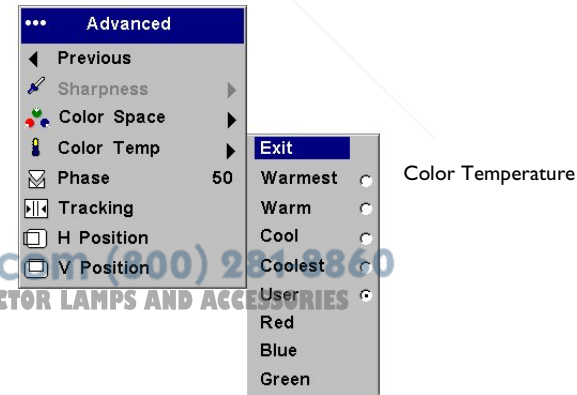 ••• Advanced
Previous
Sharpness
Color Space
Color Temp
Phase 50
Tracking
H Position
V Position
Exit
Warmest
Warm
Cool
Coolest
User
Red
Blue
Green
Color Temperature
com (800) 281-8860
CTOR LAMPS AND ACCESSORIES